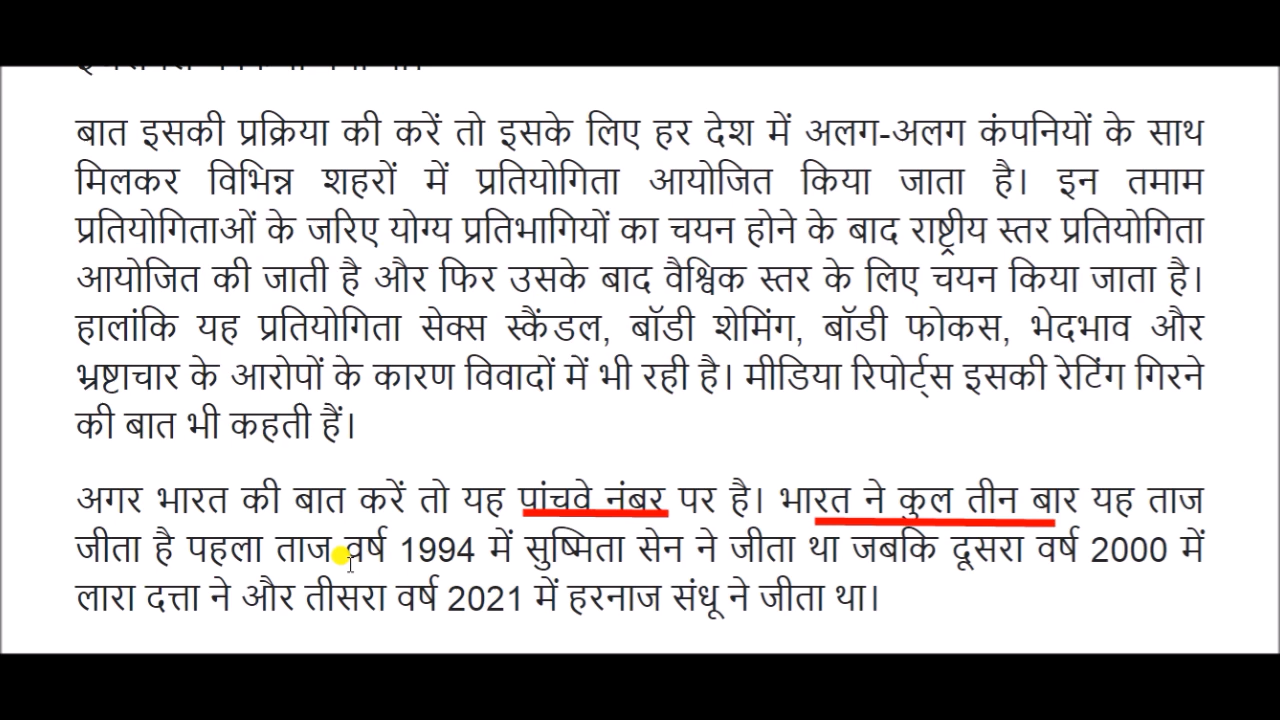 बात इसकी प्रक्रिया की करें तो इसके लिए हर देश में अलग-अलग कंपनियों के साथ
मिलकर विभिन्न शहरों में प्रतियोगिता आयोजित किया जाता है। इन तमाम
प्रतियोगिताओं के जरिए योग्य प्रतिभागियों का चयन होने के बाद राष्ट्रीय स्तर प्रतियोगिता
आयोजित की जाती है और फिर उसके बाद वैश्विक स्तर के लिए चयन किया जाता है।
हालांकि यह प्रतियोगिता सेक्स स्कैंडल, बॉडी शेमिंग, बॉडी फोकस, भेदभाव और
भ्रष्टाचार के आरोपों के कारण विवादों में भी रही है। मीडिया रिपोर्ट्स इसकी रेटिंग गिरने
की बात भी कहती हैं।
अगर भारत की बात करें तो यह पांचवे नंबर पर है। भारत ने कुल तीन बार यह ताज
जीता है पहला ताज वर्ष 1994 में सुष्मिता सेन ने जीता था जबकि दूसरा वर्ष 2000 में
लारा दत्ता ने और तीसरा वर्ष 2021 में हरनाज संधू ने जीता था।